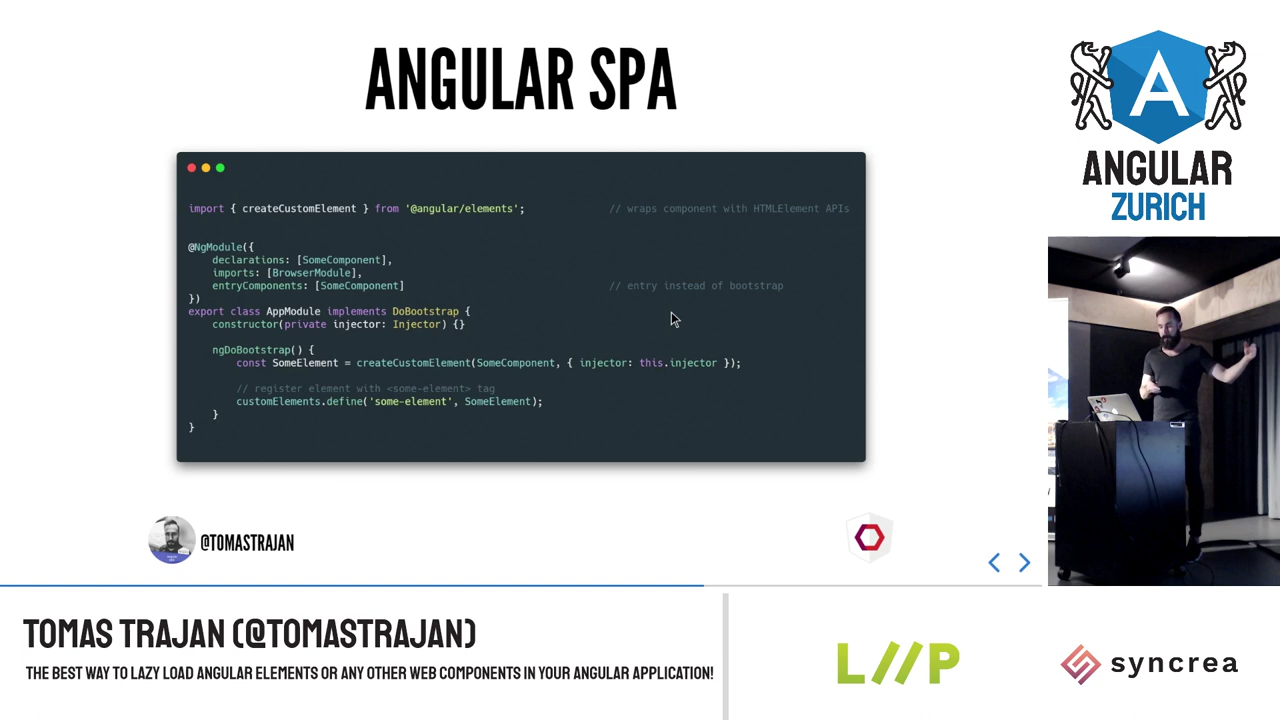 ANGULAR SPA
import { createCustomElement } from '@angular/elements'; // wraps component with HTMLElement APIs
@NgModule({
declarations: [SomeComponent],
imports: [BrowserModule],
entryComponents: [SomeComponent] // entry instead of bootstrap
})
export class AppModule implements DoBootstrap {
constructor(private injector: Injector) {}
ngDoBootstrap() {
const SomeElement = createCustomElement(SomeComponent, { injector: this.injector });
// register element with <some-element> tag
customElements.define('some-element', SomeElement);
}
}
@TOMASTRAJAN
A
ANGULAR
ZURICH
TOMAS TRAJAN (@TOMASTRAJAN)
THE BEST WAY TO LAZY LOAD ANGULAR ELEMENTS OR ANY OTHER WEB COMPONENTS IN YOUR ANGULAR APPLICATION!
LIIP
syncrea